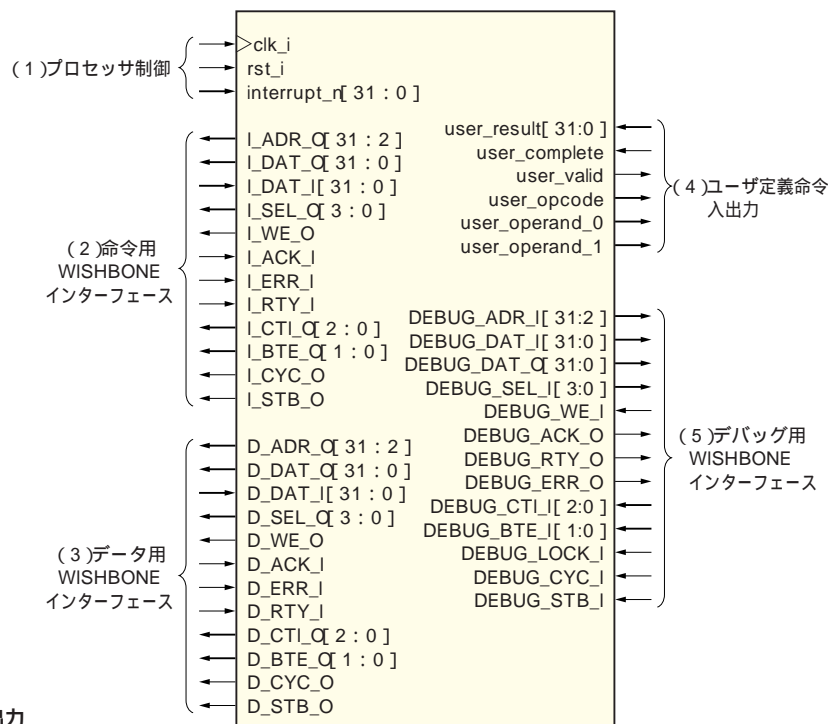 (1)プロセッサ制御
clk_i
rst_i
interrupt_n[31:0]
(2)命令用
WISHBONE
インターフェース
I_ADR_O[31:2]
I_DAT_O[31:0]
I_DAT_I[31:0]
I_SEL_O[3:0]
I_WE_O
I_ACK_I
I_ERR_I
I_RTY_I
I_CTI_O[2:0]
I_BTE_O[1:0]
I_CYC_O
I_STB_O
(3)データ用
WISHBONE
インターフェース
D_ADR_O[31:2]
D_DAT_O[31:0]
D_DAT_I[31:0]
D_SEL_O[3:0]
D_WE_O
D_ACK_I
D_ERR_I
D_RTY_I
D_CTI_O[2:0]
D_BTE_O[1:0]
D_CYC_O
D_STB_O
user_result[31:0]
user_complete
user_valid
user_opcode
user_operand_0
user_operand_1
(4)ユーザ定義命令
入出力
DEBUG_ADR_I[31:2]
DEBUG_DAT_I[31:0]
DEBUG_DAT_O[31:0]
DEBUG_SEL_I[3:0]
DEBUG_WE_I
DEBUG_ACK_O
DEBUG_RTY_O
DEBUG_ERR_O
DEBUG_CTI_I[2:0]
DEBUG_BTE_I[1:0]
DEBUG_LOCK_I
DEBUG_CYC_I
DEBUG_STB_I
(5)デバッグ用
WISHBONE
インターフェース
出力